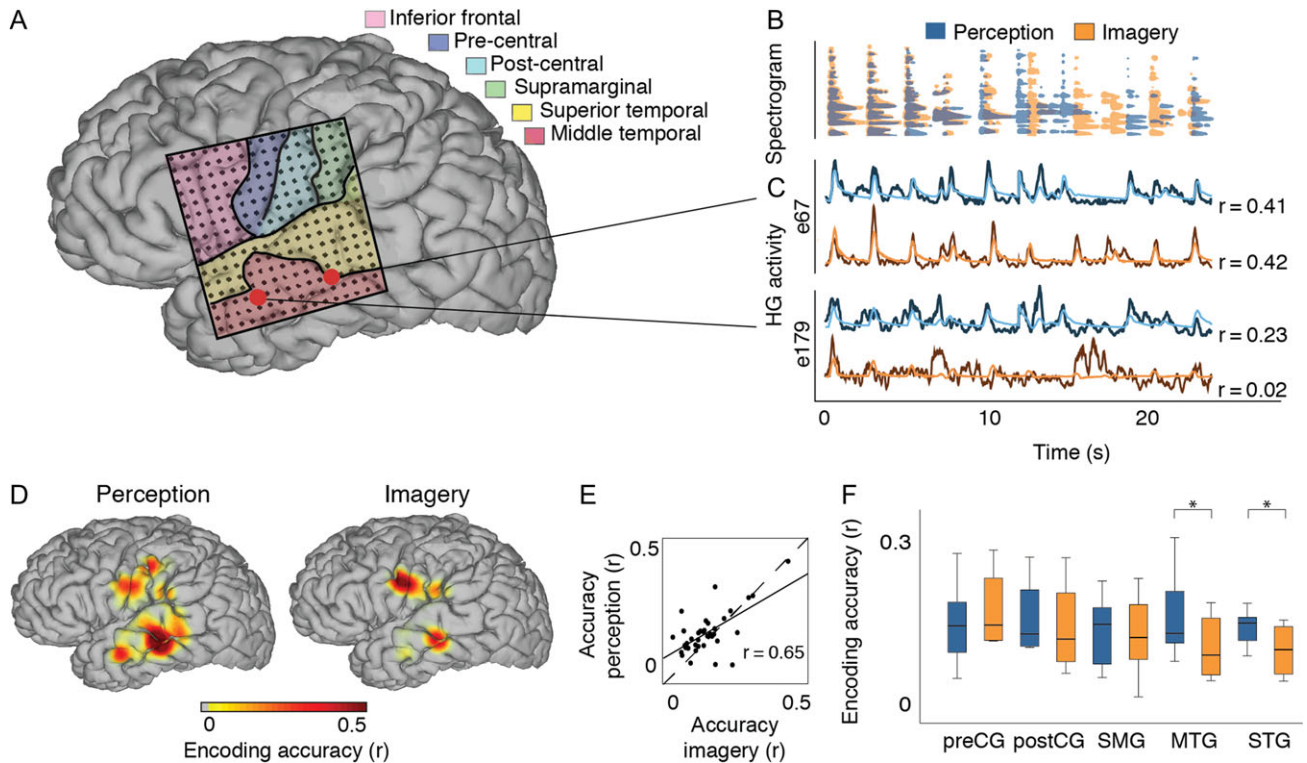 A
Inferior frontal
Pre-central
Post-central
Supramarginal
Superior temporal
Middle temporal
B
Perception
Imagery
Spectrogram
C
HG activity
e67
r = 0.41
r = 0.42
e179
r = 0.23
r = 0.02
0
10
20
Time (s)
D
Perception
Imagery
0
0.5
Encoding accuracy (r)
E
0.5
Accuracy
perception (r)
0
r = 0.65
0
0.5
Accuracy
imagery (r)
F
Encoding accuracy (r)
0.3
0
*
*
preCG
postCG
SMG
MTG
STG